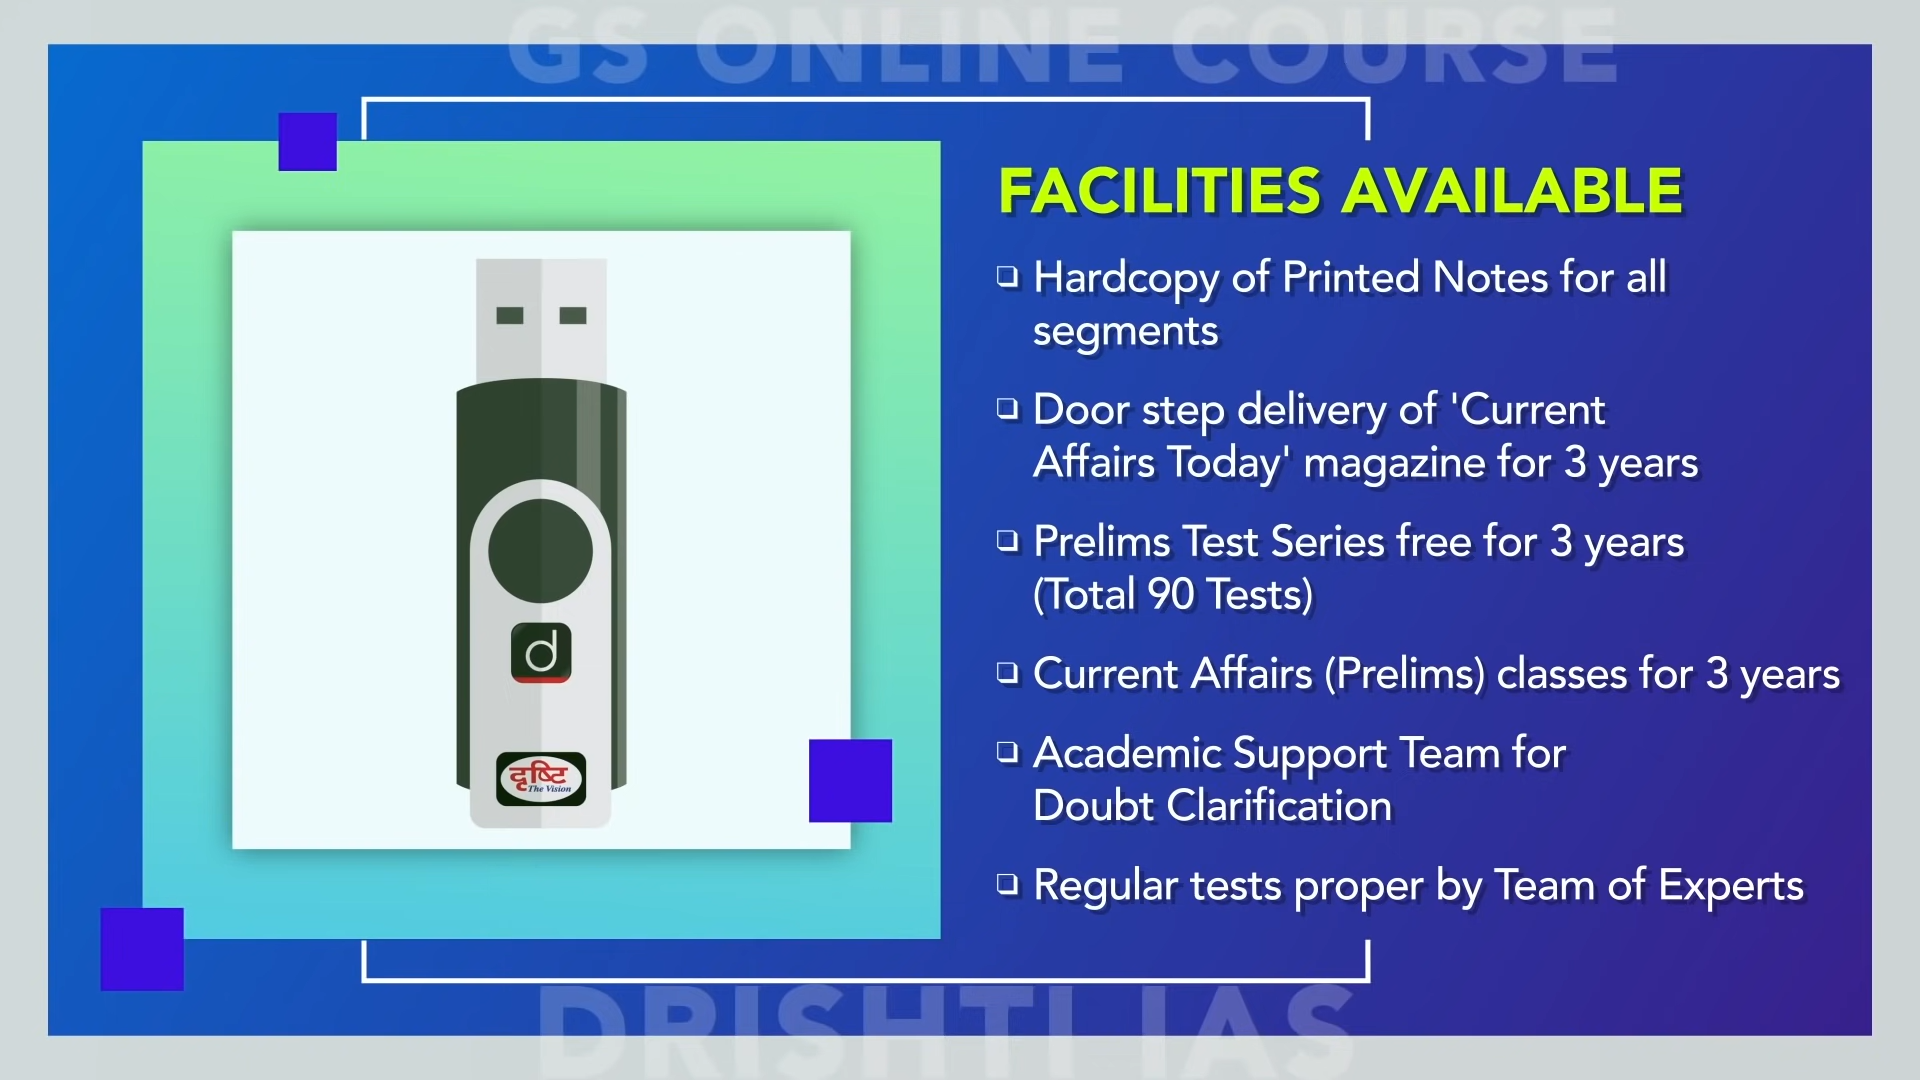 GS ONLINE COURSE
FACILITIES AVAILABLE
❏ Hardcopy of Printed Notes for all
segments
❏ Door step delivery of 'Current
Affairs Today' magazine for 3 years
❏ Prelims Test Series free for 3 years
(Total 90 Tests)
❏ Current Affairs (Prelims) classes for 3 years
❏ Academic Support Team for
Doubt Clarification
❏ Regular tests proper by Team of Experts
d
दृष्टि
The Vision
DRISHTI IAS